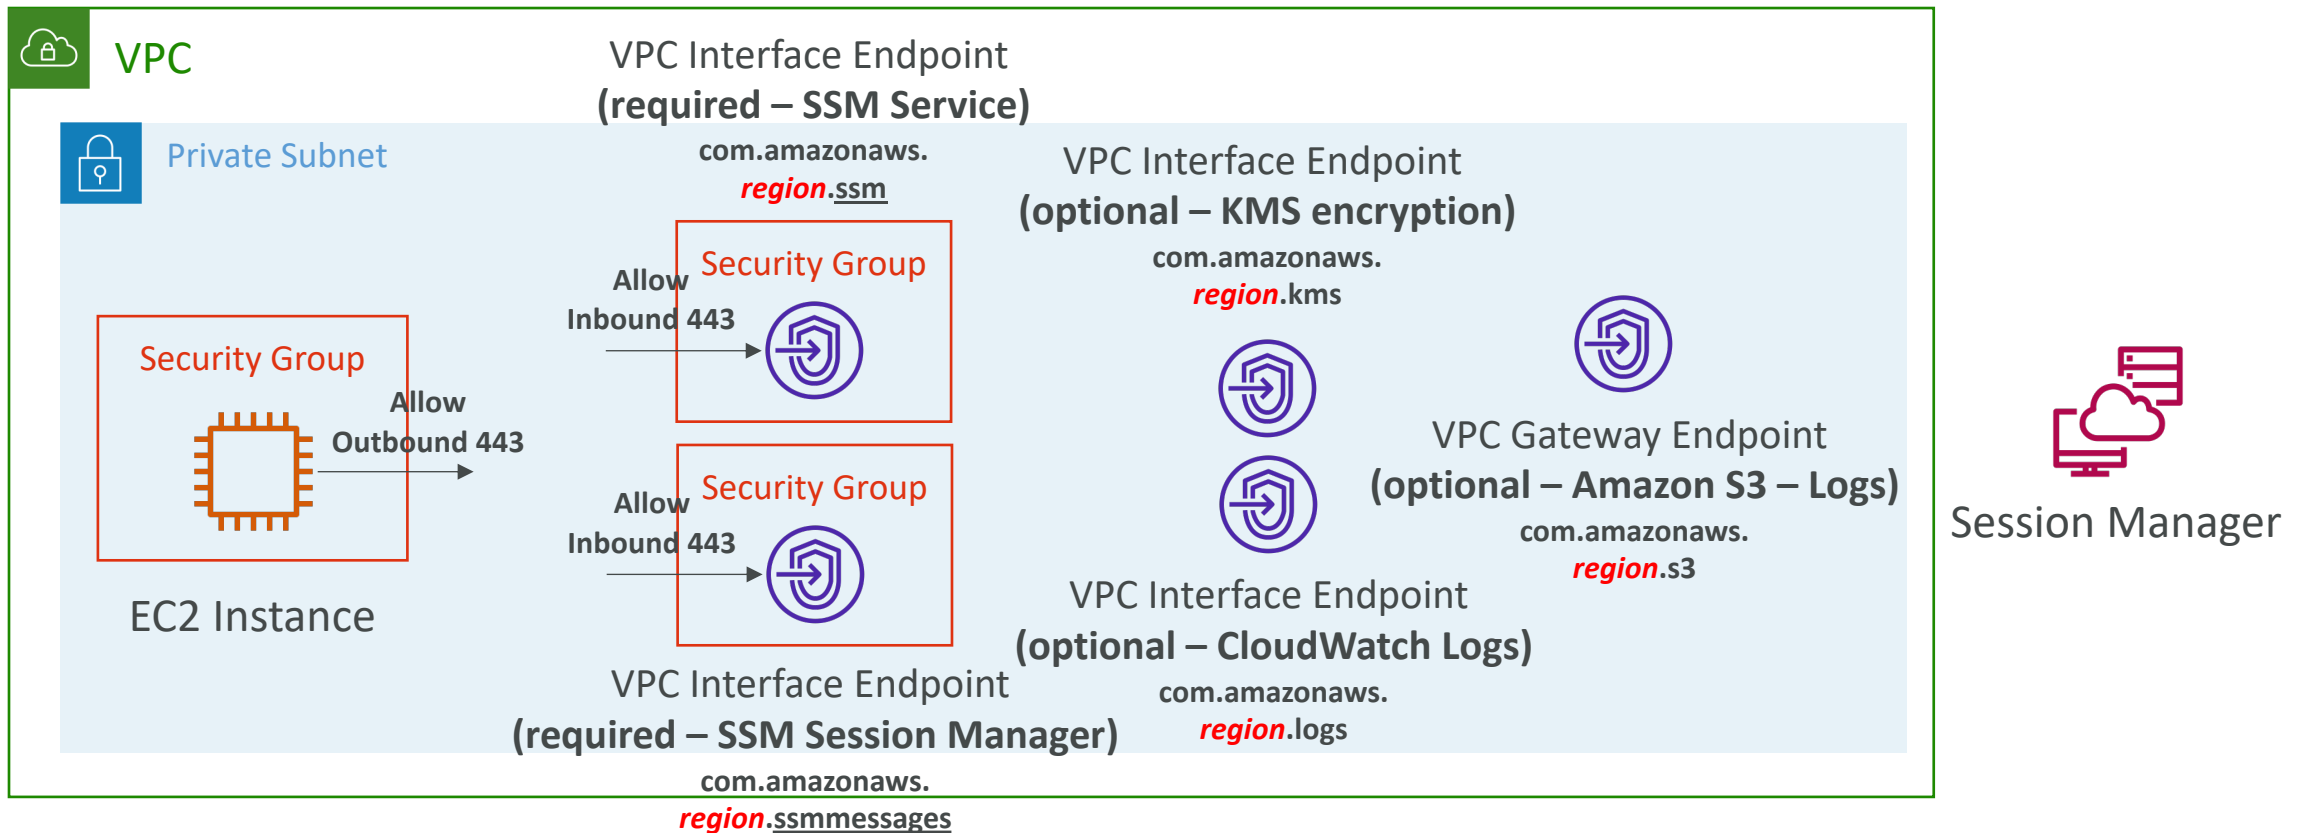 VPC
Private Subnet
Security Group
Allow
Outbound 443
EC2 Instance
VPC Interface Endpoint
(required – SSM Service)
com.amazonaws.
region.ssm
Security Group
Allow
Inbound 443
Security Group
Allow
Inbound 443
VPC Interface Endpoint
(required – SSM Session Manager)
com.amazonaws.
region.ssmmessages
VPC Interface Endpoint
(optional – KMS encryption)
com.amazonaws.
region.kms
VPC Interface Endpoint
(optional – CloudWatch Logs)
com.amazonaws.
region.logs
VPC Gateway Endpoint
(optional – Amazon S3 – Logs)
com.amazonaws.
region.s3
Session Manager